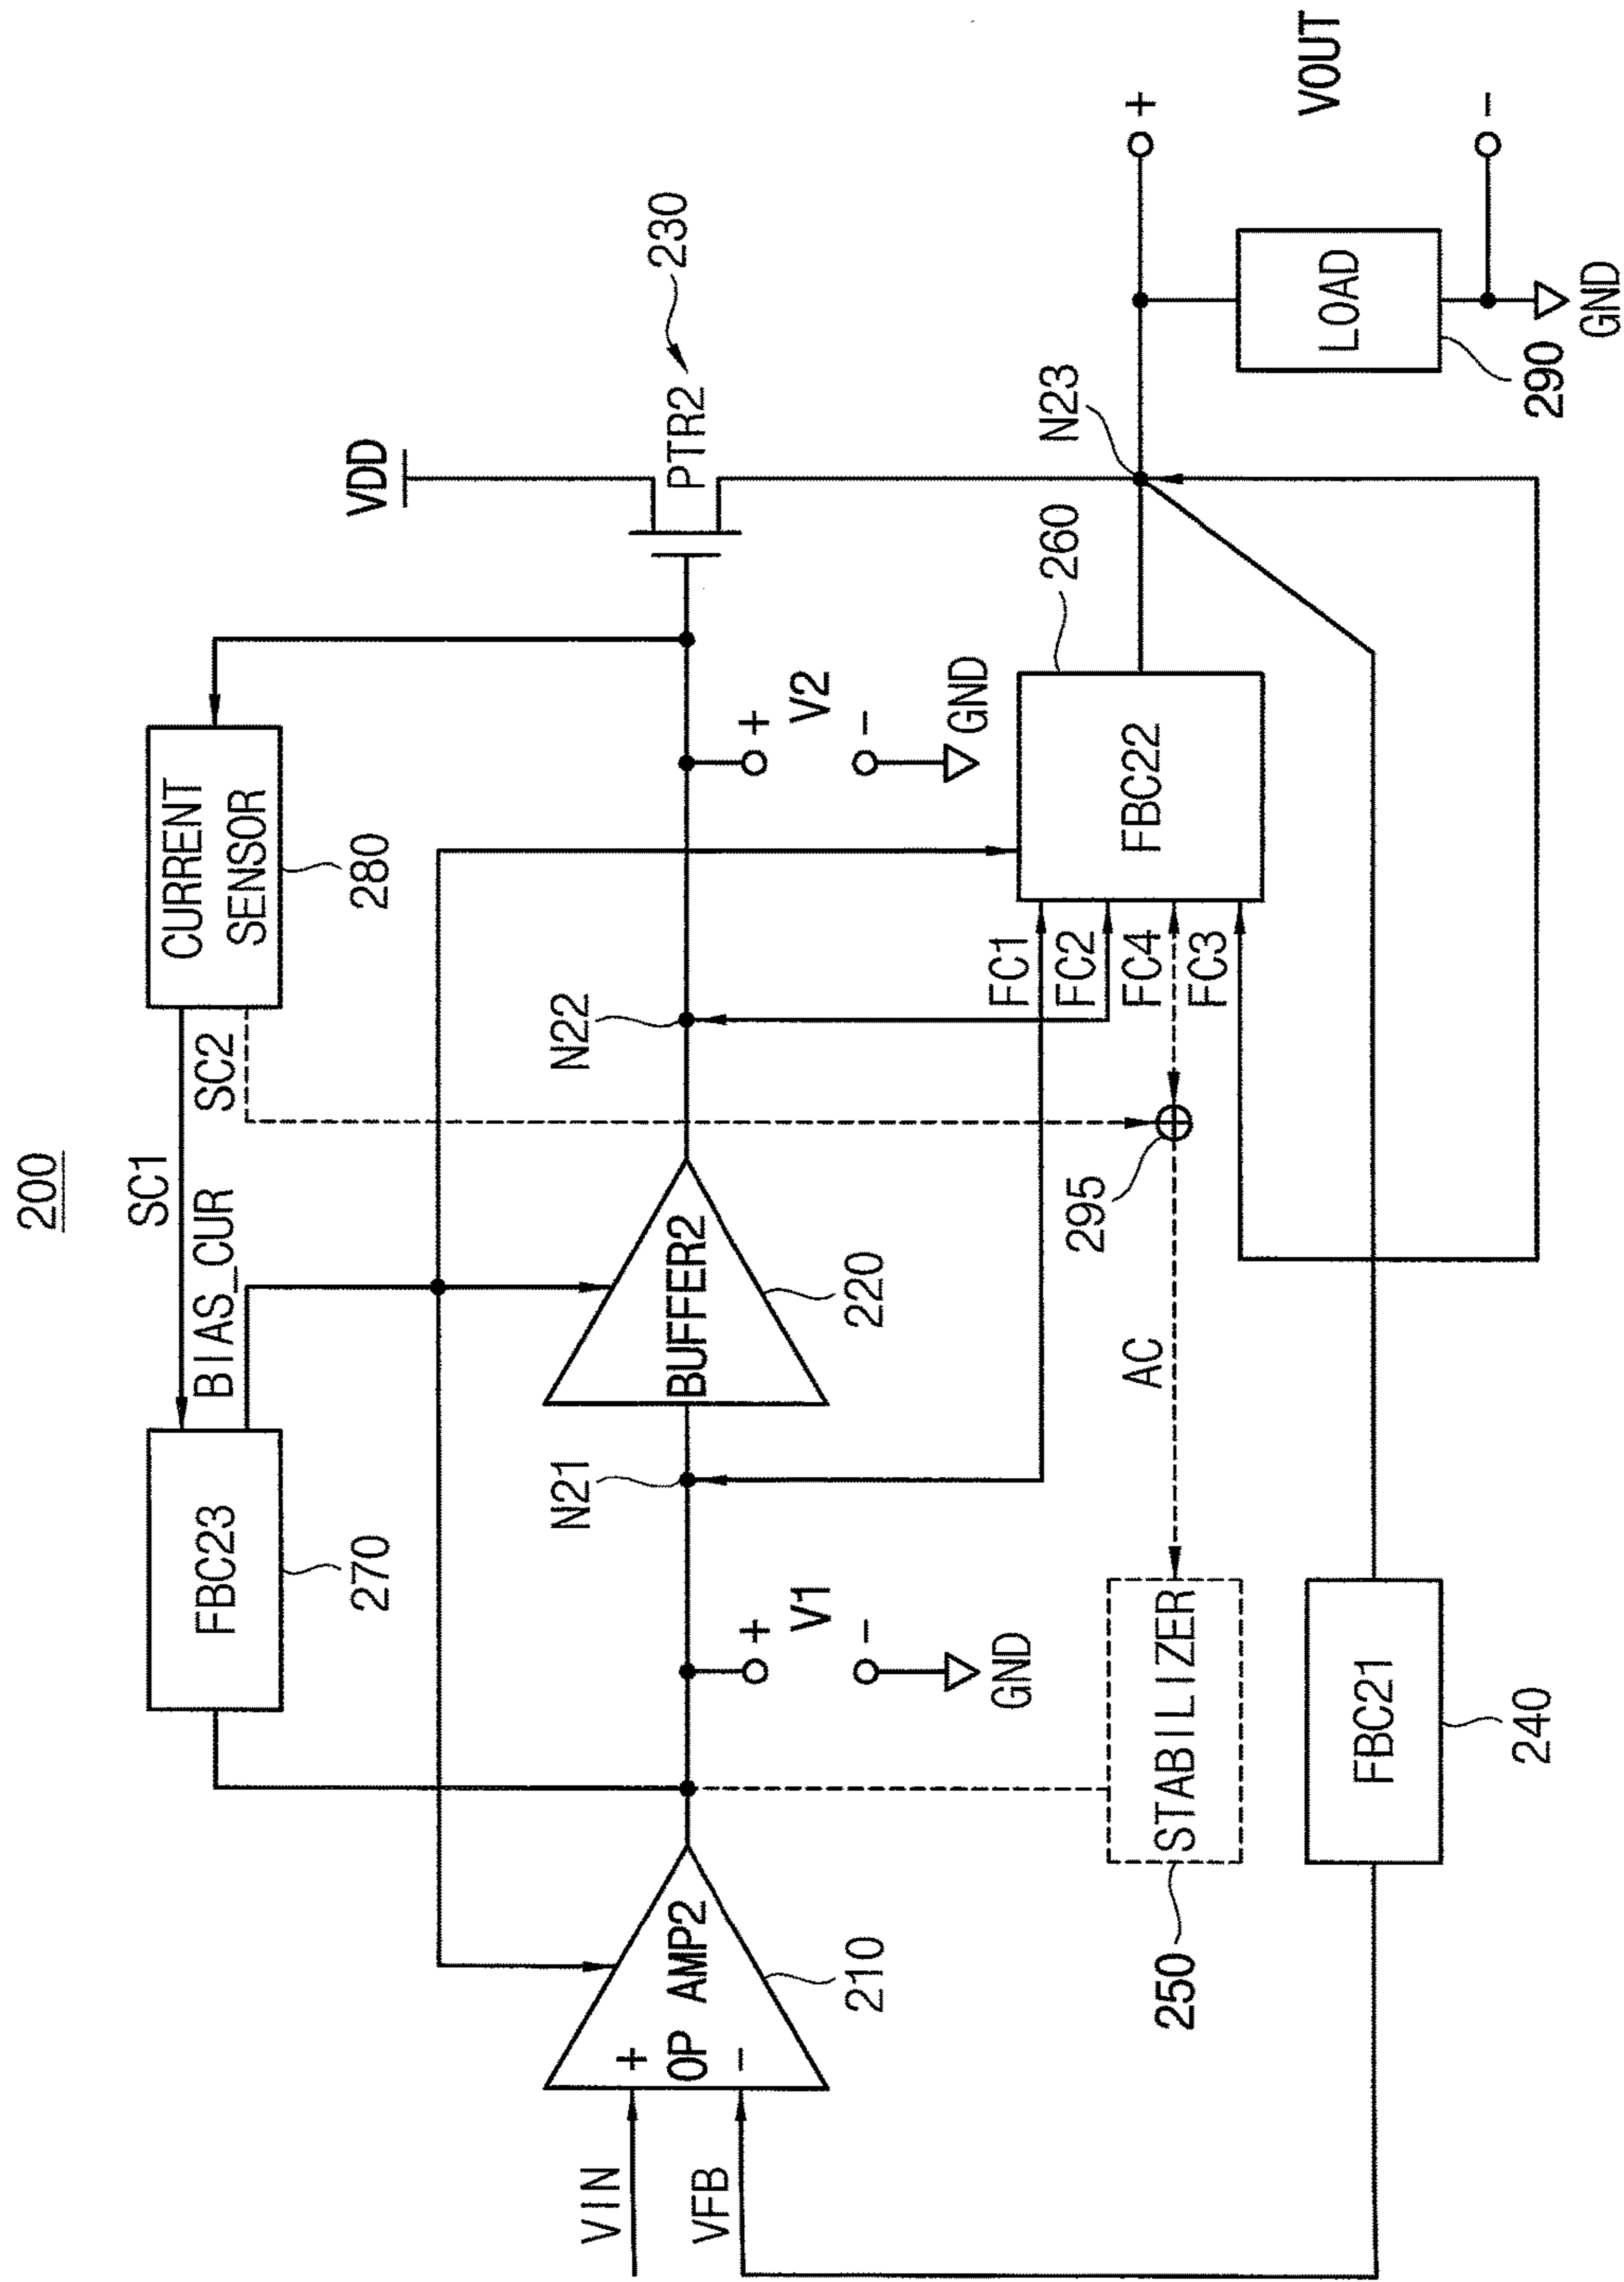 200
SC1
SC2
BIAS_CUR
FBC23
270
CURRENT
SENSOR
280
VDD
PTR2
230
VIN
VFB
+
-
OP AMP2
210
+
V1
-
GND
N21
BUFFER2
220
N22
+
V2
-
GND
FC1
FC2
FC4
FC3
FBC22
260
N23
295
AC
STABILIZER
250
FBC21
240
LOAD
290
GND
+
VOUT
-